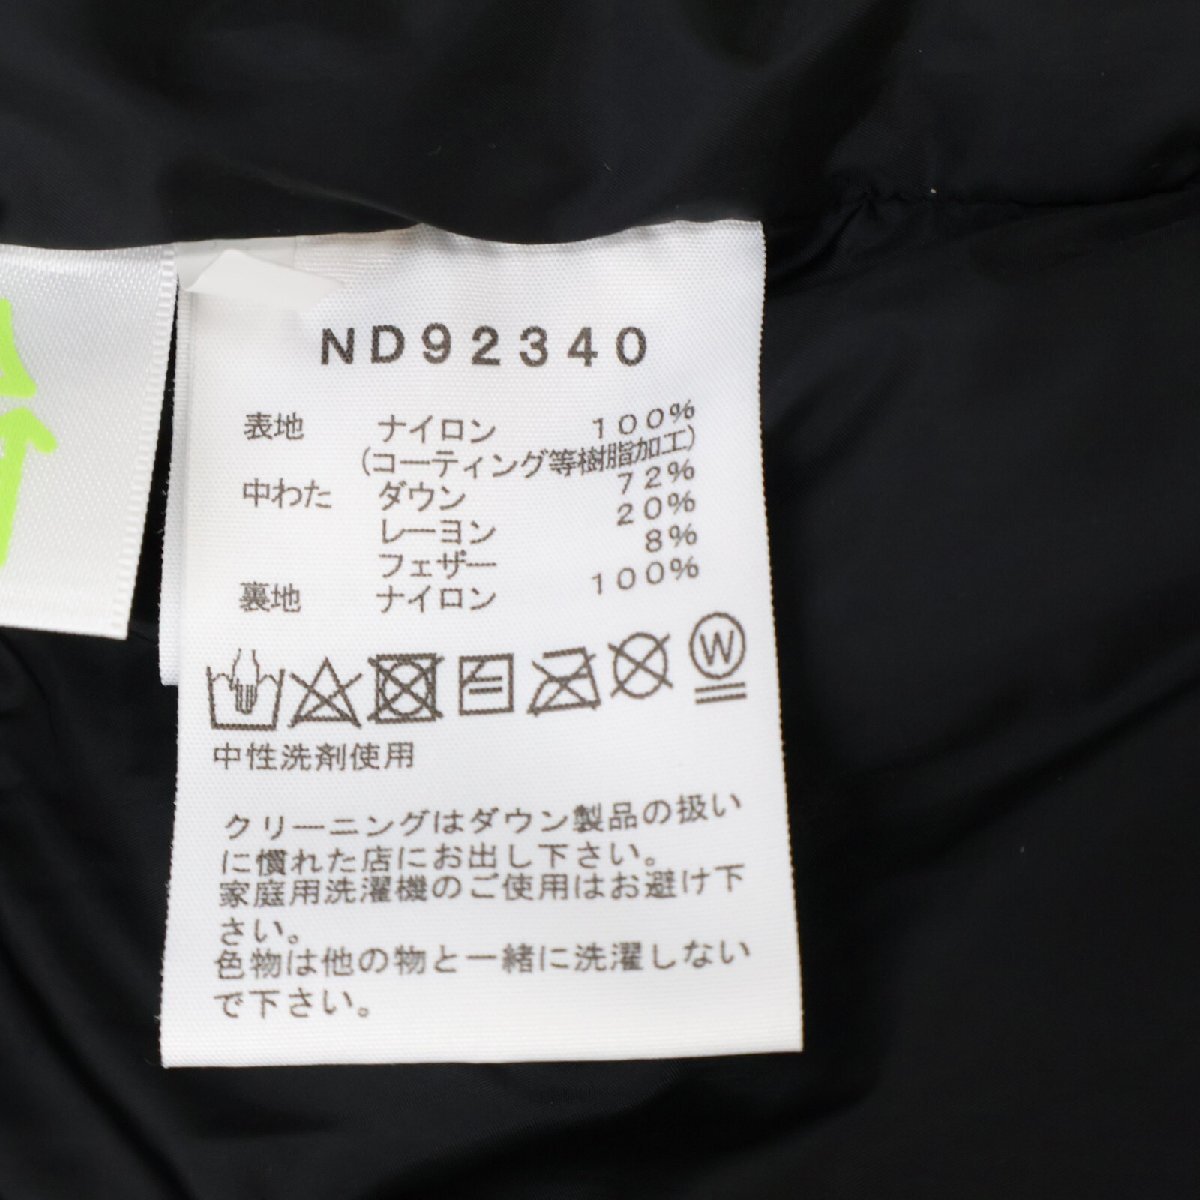 ND92340
表地 ナイロン 100%
(コーティング等樹脂加工)
中わた ダウン 72%
レーヨン 20%
フェザー 8%
裏地 ナイロン 100%
W
中性洗剤使用
クリーニングはダウン製品の扱い
に慣れた店にお出し下さい。
家庭用洗濯機のご使用はお避け下
さい。
色物は他の物と一緒に洗濯しない
で下さい。